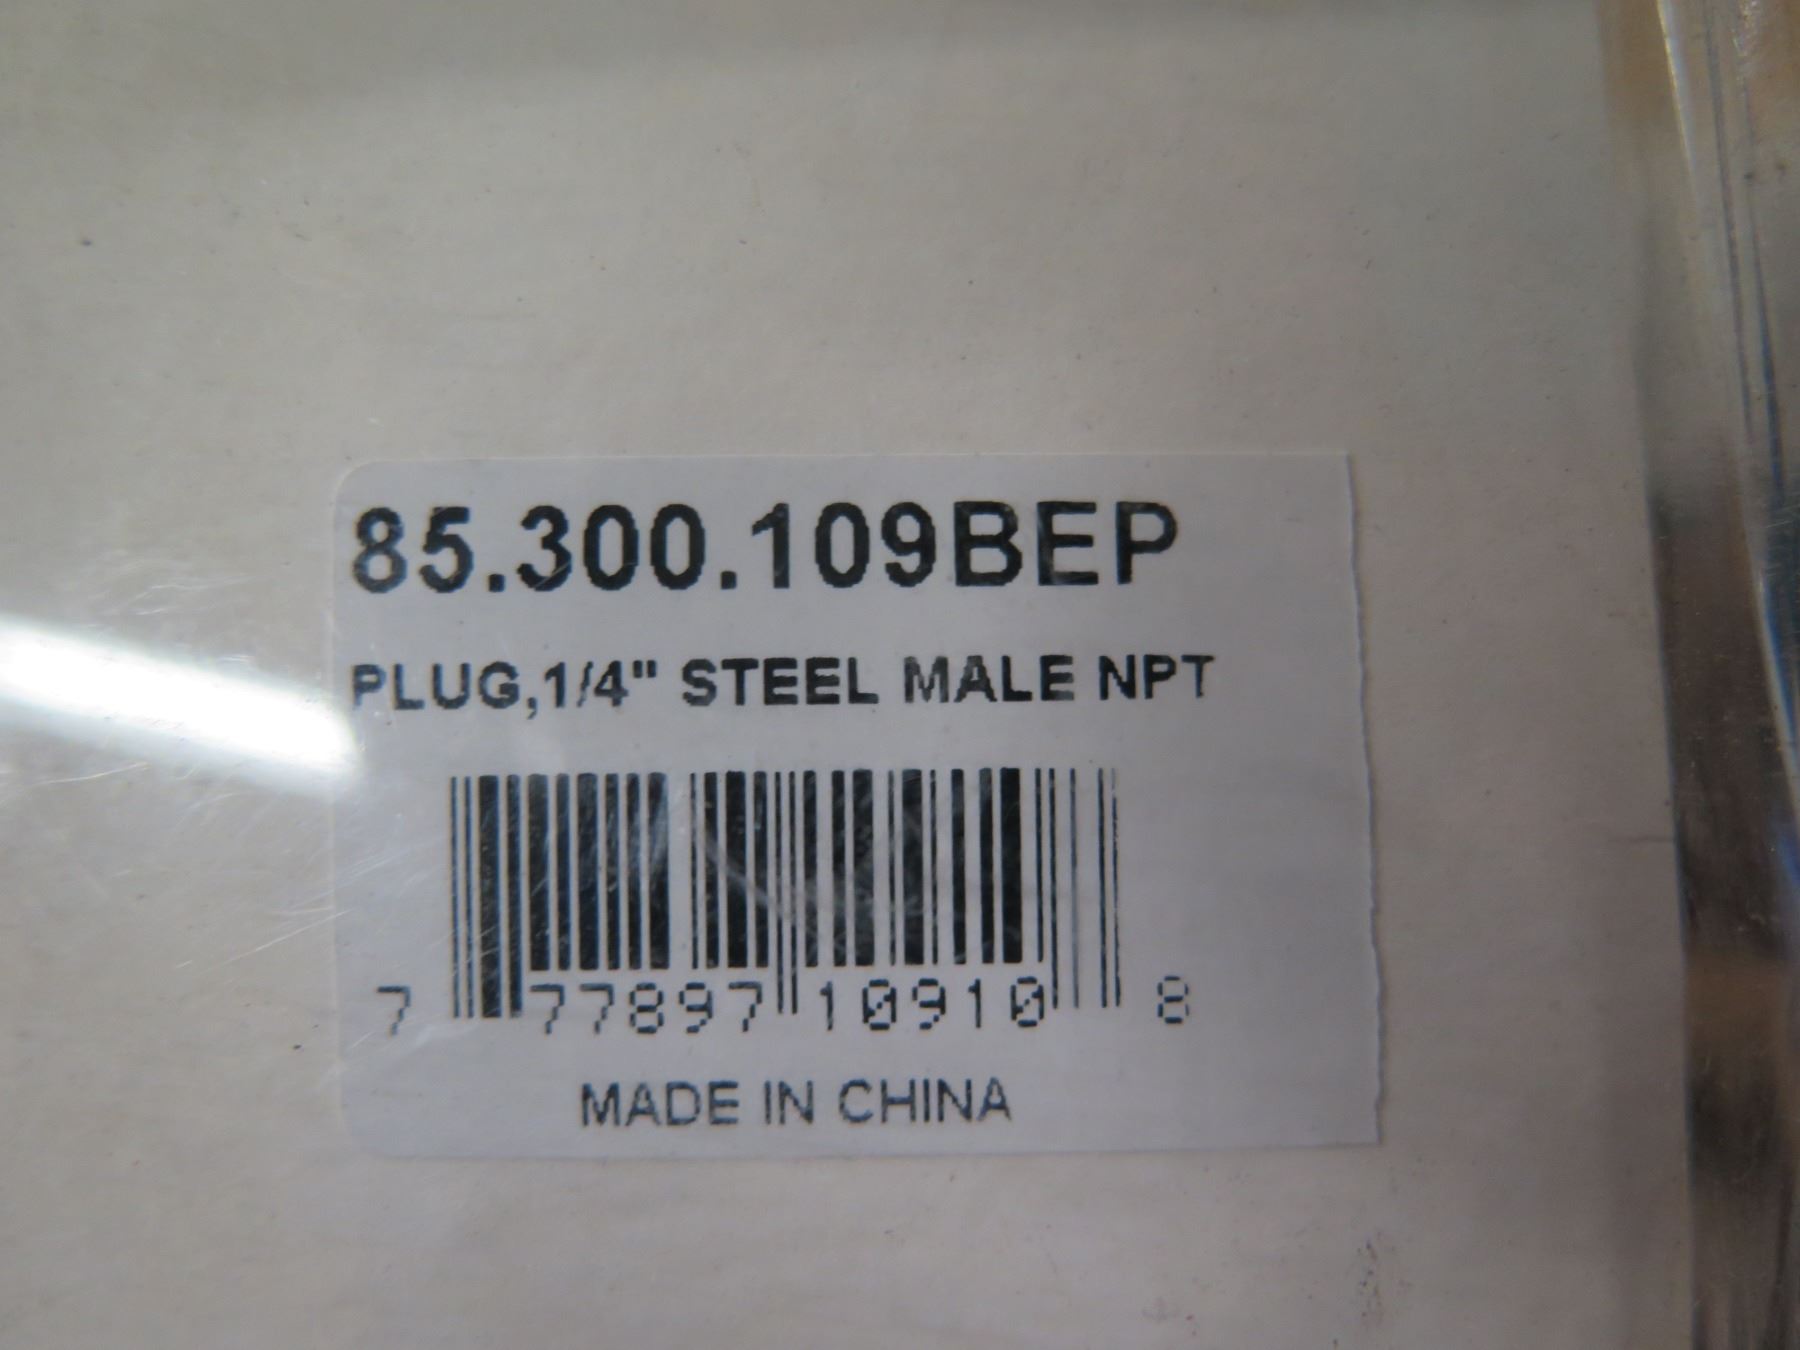 85.300.109BEP
PLUG,1/4" STEEL MALE NPT
7 77897 10910 8
MADE IN CHINA